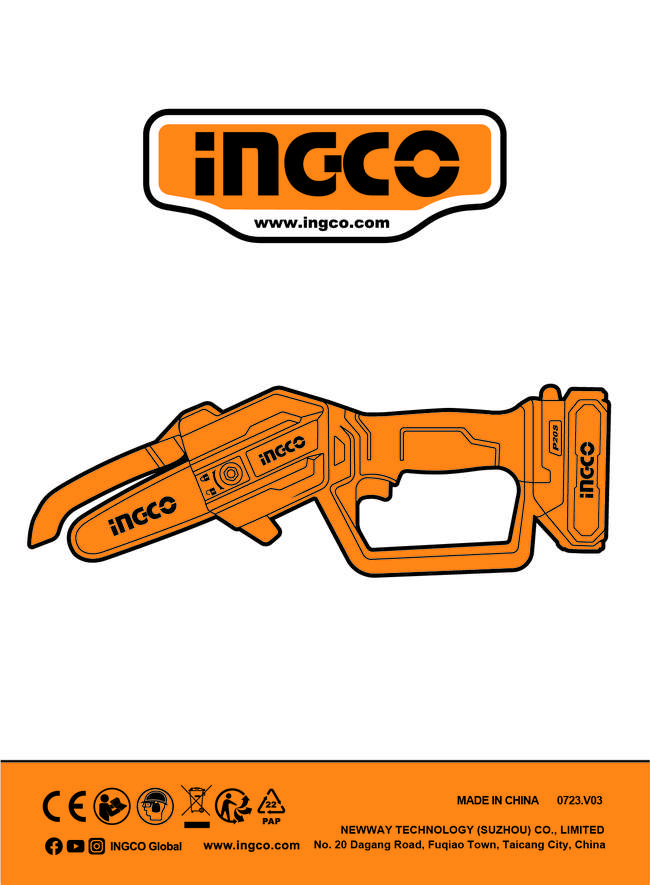 INGCO
www.ingco.com
INGCO
INGCO
P20S
INGCO
CE
22
PAP
MADE IN CHINA 0723.V03
NEWWAY TECHNOLOGY (SUZHOU) CO., LIMITED
INGCO Global www.ingco.com No. 20 Dagang Road, Fuqiao Town, Taicang City, China